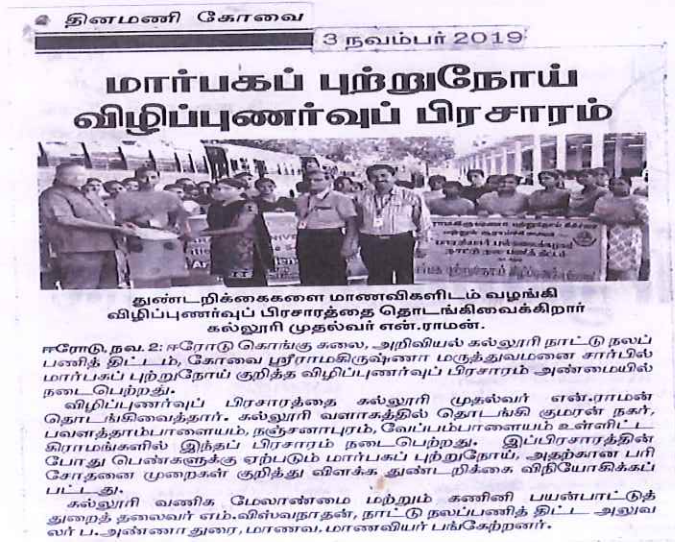 தினமணி கோவை
3 நவம்பர் 2019
மார்பகப் புற்றுநோய்
விழிப்புணர்வுப் பிரசாரம்
துண்டறிக்கைகளை மாணவிகளிடம் வழங்கி
விழிப்புணர்வுப் பிரசாரத்தை தொடங்கிவைக்கிறார்
கல்லூரி முதல்வர் என்.ராமன்.
ஈரோடு, நவ. 2: ஈரோடு கொங்கு கலை, அறிவியல் கல்லூரி நாட்டு நலப்
பணித் திட்டம், கோவை ஸ்ரீராமகிருஷ்ணா மருத்துவமனை சார்பில்
மார்பகப் புற்றுநோய் குறித்த விழிப்புணர்வுப் பிரசாரம் அண்மையில்
நடைபெற்றது.
விழிப்புணர்வுப் பிரசாரத்தை கல்லூரி முதல்வர் என்.ராமன்
தொடங்கிவைத்தார். கல்லூரி வளாகத்தில் தொடங்கி குமரன் நகர்,
பவளத்தாம்பாளையம், நஞ்சனாபுரம், வேப்பம்பாளையம் உள்ளிட்ட
கிராமங்களில் இந்தப் பிரசாரம் நடைபெற்றது. இப்பிரசாரத்தின்
போது பெண்களுக்கு ஏற்படும் மார்பகப் புற்றுநோய், அதற்கான பரி
சோதனை முறைகள் குறித்து விளக்க துண்டறிக்கை விநியோகிக்கப்
பட்டது.
கல்லூரி வணிக மேலாண்மை மற்றும் கணினி பயன்பாட்டுத்
துறைத் தலைவர் எம்.விஸ்வநாதன், நாட்டு நலப்பணித் திட்ட அலுவ
லர் ப.அண்ணாதுரை, மாணவ, மாணவியர் பங்கேற்றனர்.